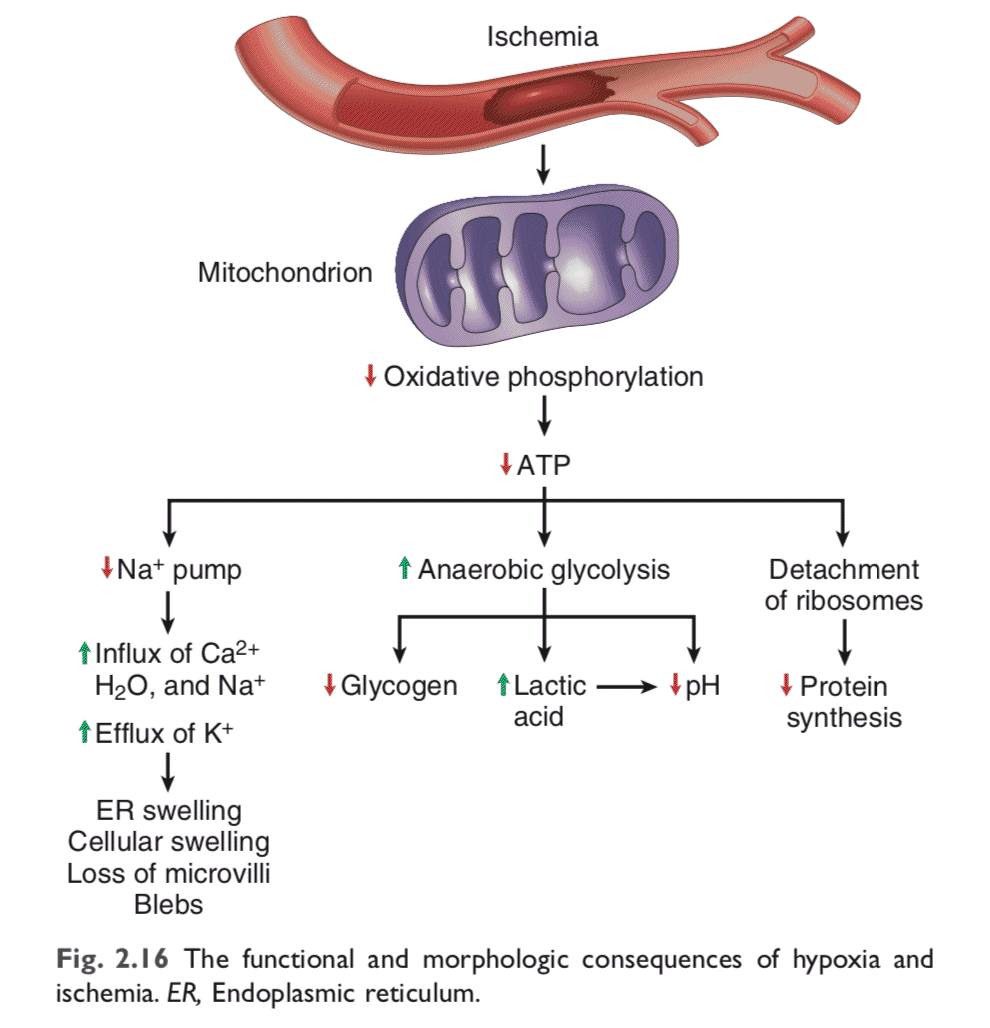 Ischemia
Mitochondrion
↓ Oxidative phosphorylation
↓ ATP
↓ Na⁺ pump
↑ Influx of Ca²⁺
H₂O, and Na⁺
↑ Efflux of K⁺
ER swelling
Cellular swelling
Loss of microvilli
Blebs
↑ Anaerobic glycolysis
↓ Glycogen
↑ Lactic
acid
↓ pH
Detachment
of ribosomes
↓ Protein
synthesis
Fig. 2.16 The functional and morphologic consequences of hypoxia and
ischemia. ER, Endoplasmic reticulum.